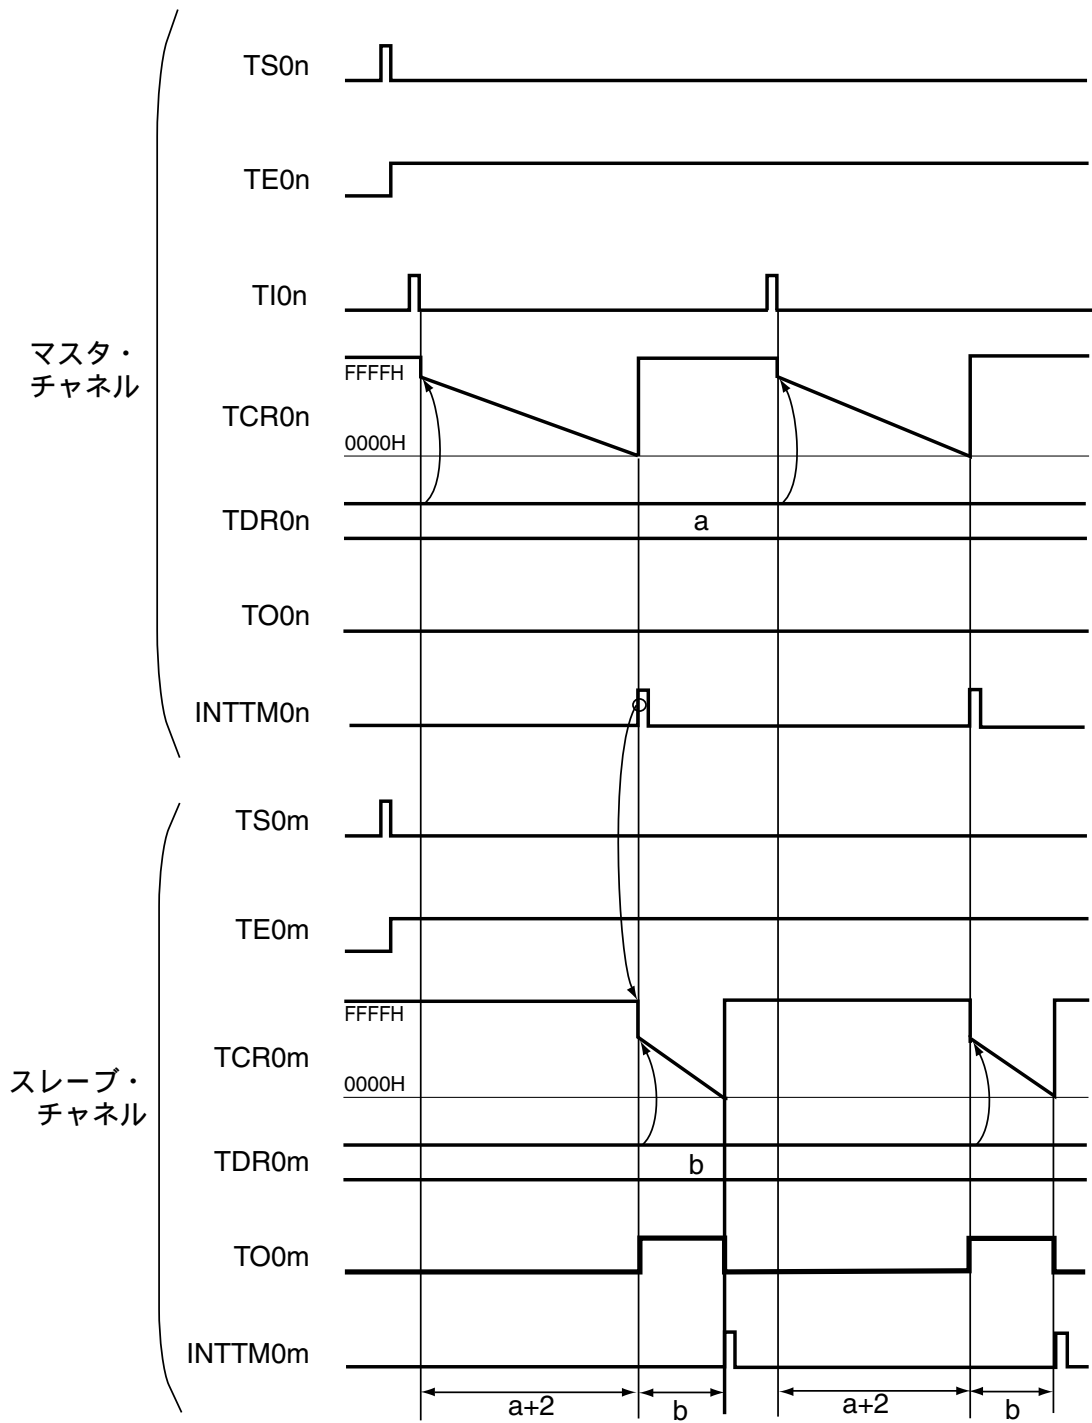 TS0n
TE0n
TI0n
マスタ・
チャネル
FFFFH
TCR0n
0000H
TDR0n
a
TO0n
INTTM0n
TS0m
TE0m
FFFFH
TCR0m
0000H
スレーブ・
チャネル
TDR0m
b
TO0m
INTTM0m
a+2
b
a+2
b